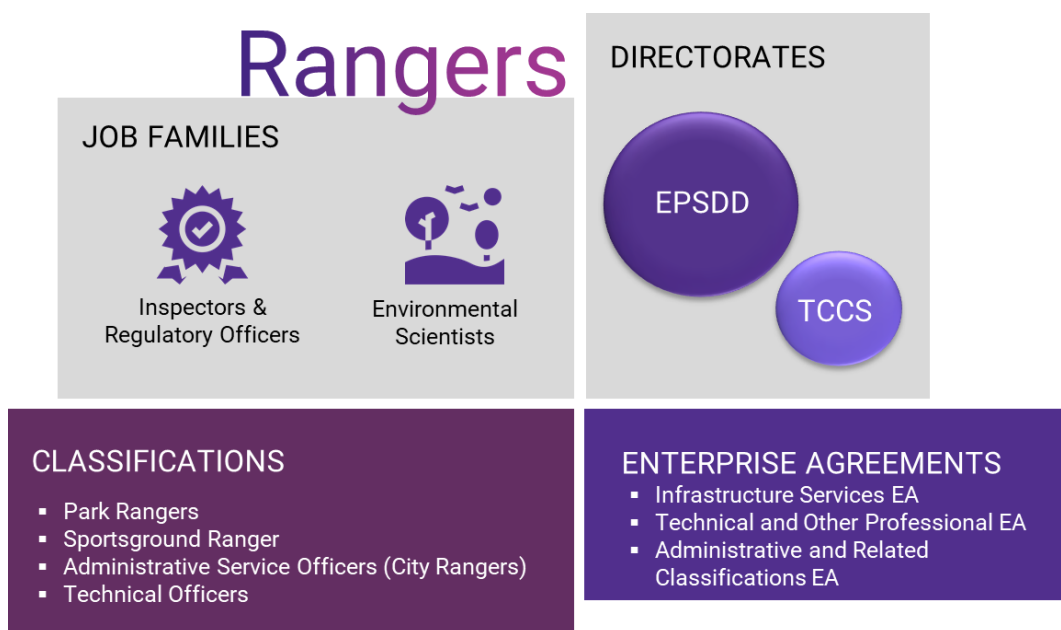 Rangers
JOB FAMILIES
Inspectors &
Regulatory Officers
Environmental
Scientists
DIRECTORATES
EPSDD
TCCS
CLASSIFICATIONS
▪ Park Rangers
▪ Sportsground Ranger
▪ Administrative Service Officers (City Rangers)
▪ Technical Officers
ENTERPRISE AGREEMENTS
▪ Infrastructure Services EA
▪ Technical and Other Professional EA
▪ Administrative and Related
Classifications EA